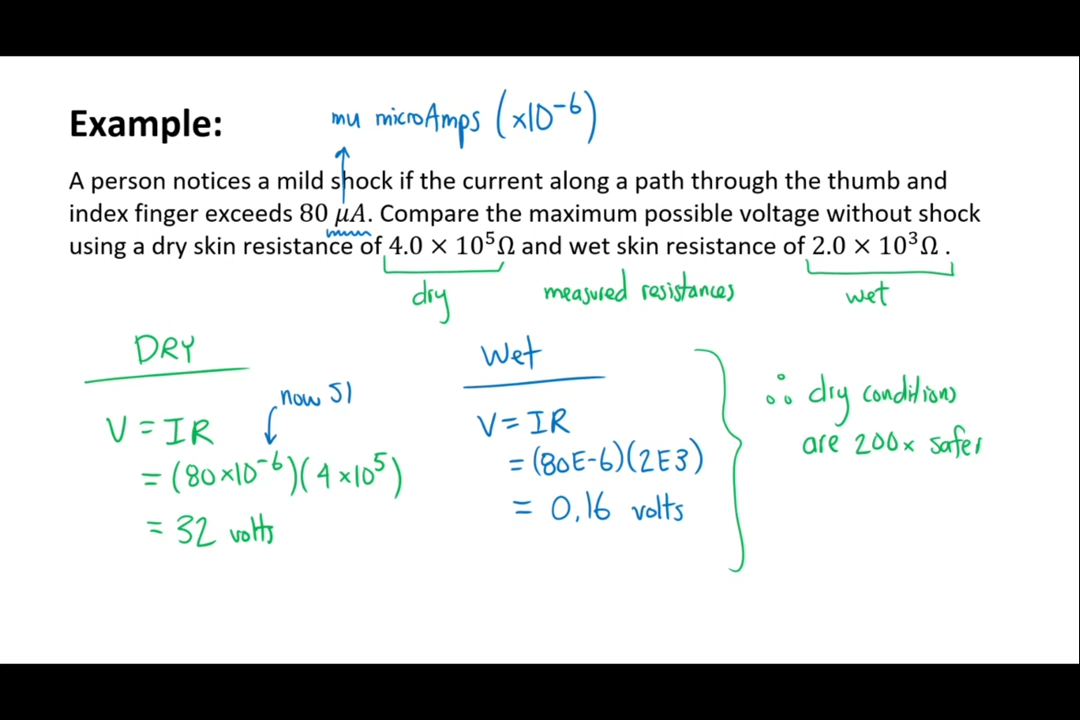 Example:
mu microAmps (×10⁻⁶)
A person notices a mild shock if the current along a path through the thumb and
index finger exceeds 80 μA. Compare the maximum possible voltage without shock
using a dry skin resistance of 4.0 × 10⁵Ω and wet skin resistance of 2.0 × 10³Ω .
dry
measured resistances
wet
DRY
now SI
V = IR
= (80×10⁻⁶)(4×10⁵)
= 32 volts
Wet
V = IR
= (80E-6)(2E3)
= 0.16 volts
∴ dry conditions
are 200x safer